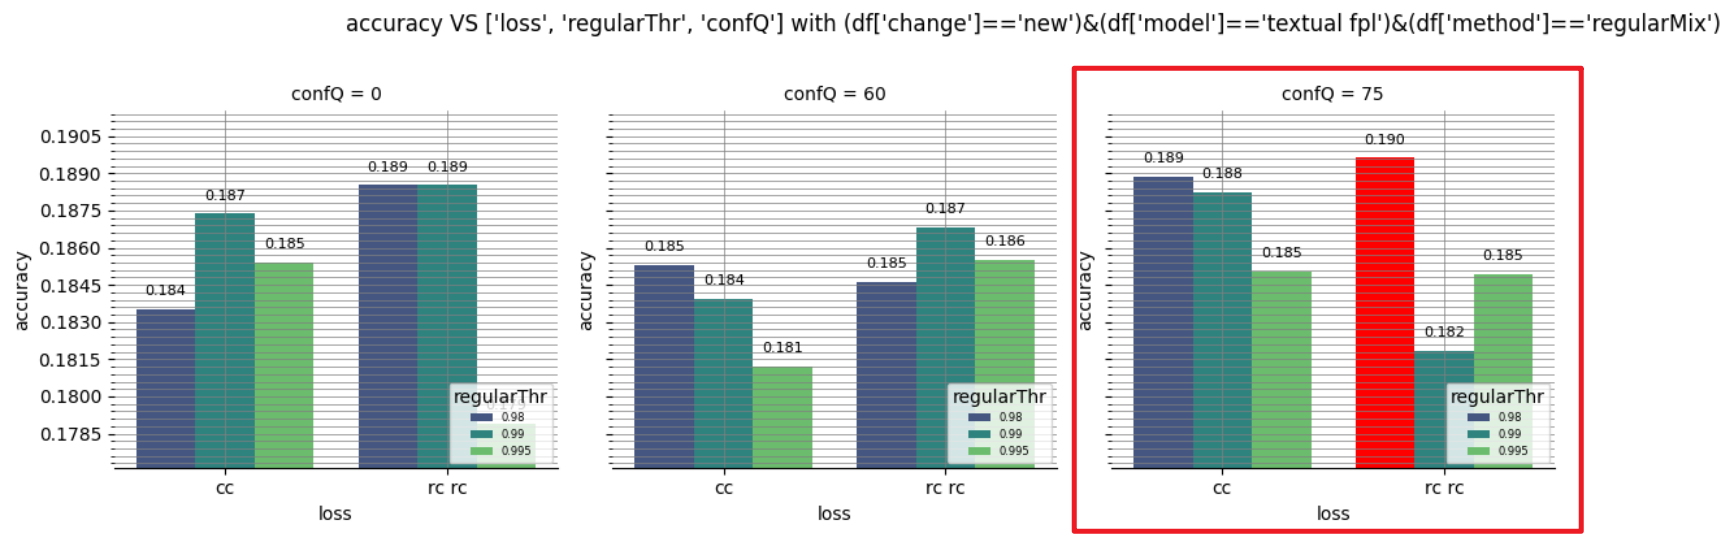 accuracy VS ['loss', 'regularThr', 'confQ'] with (df['change']=='new')&(df['model']=='textual fpl')&(df['method']=='regularMix')
confQ = 0
0.1905
0.1890
0.1875
0.1860
0.1845
0.1830
0.1815
0.1800
0.1785
accuracy
0.184
0.187
0.185
0.189
0.189
0.179
regularThr
0.98
0.99
0.995
cc
rc rc
loss
confQ = 60
accuracy
0.185
0.184
0.181
0.185
0.187
0.186
regularThr
0.98
0.99
0.995
cc
rc rc
loss
confQ = 75
accuracy
0.189
0.188
0.185
0.190
0.182
0.185
regularThr
0.98
0.99
0.995
cc
rc rc
loss